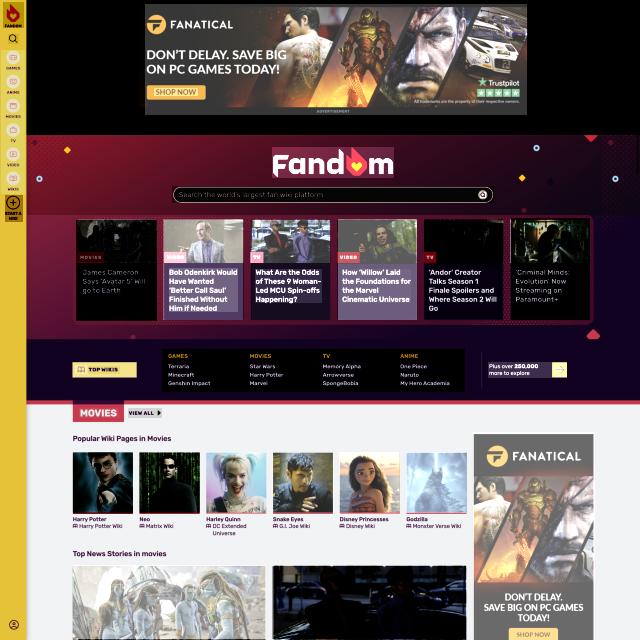 FANATICAL
DON'T DELAY. SAVE BIG
ON PC GAMES TODAY!
SHOP NOW
Trustpilot
All trademarks are the property of their respective owners.
ADVERTISEMENT
FANDOM
GAMES
ANIME
MOVIES
TV
VIDEO
WIKIS
START A
WIKI
Fandom
Search the world's largest fan wiki platform
MOVIES
James Cameron
Says 'Avatar 5' Will
go to Earth
VIDEO
Bob Odenkirk Would
Have Wanted
'Better Call Saul'
Finished Without
Him if Needed
TV
What Are the Odds
of These 9 Woman-
Led MCU Spin-offs
Happening?
VIDEO
How 'Willow' Laid
the Foundations for
the Marvel
Cinematic Universe
TV
'Andor' Creator
Talks Season 1
Finale Spoilers and
Where Season 2 Will
Go
'Criminal Minds:
Evolution' Now
Streaming on
Paramount+
TOP WIKIS
GAMES
Terraria
Minecraft
Genshin Impact
MOVIES
Star Wars
Harry Potter
Marvel
TV
Memory Alpha
Arrowverse
SpongeBobia
ANIME
One Piece
Naruto
My Hero Academia
Plus over 250,000
more to explore
MOVIES
VIEW ALL
Popular Wiki Pages in Movies
Harry Potter
Harry Potter Wiki
Neo
Matrix Wiki
Harley Quinn
DC Extended
Universe
Snake Eyes
G.I. Joe Wiki
Disney Princesses
Disney Wiki
Godzilla
Monster Verse Wiki
Top News Stories in movies
FANATICAL
DON'T DELAY.
SAVE BIG ON PC GAMES
TODAY!
SHOP NOW